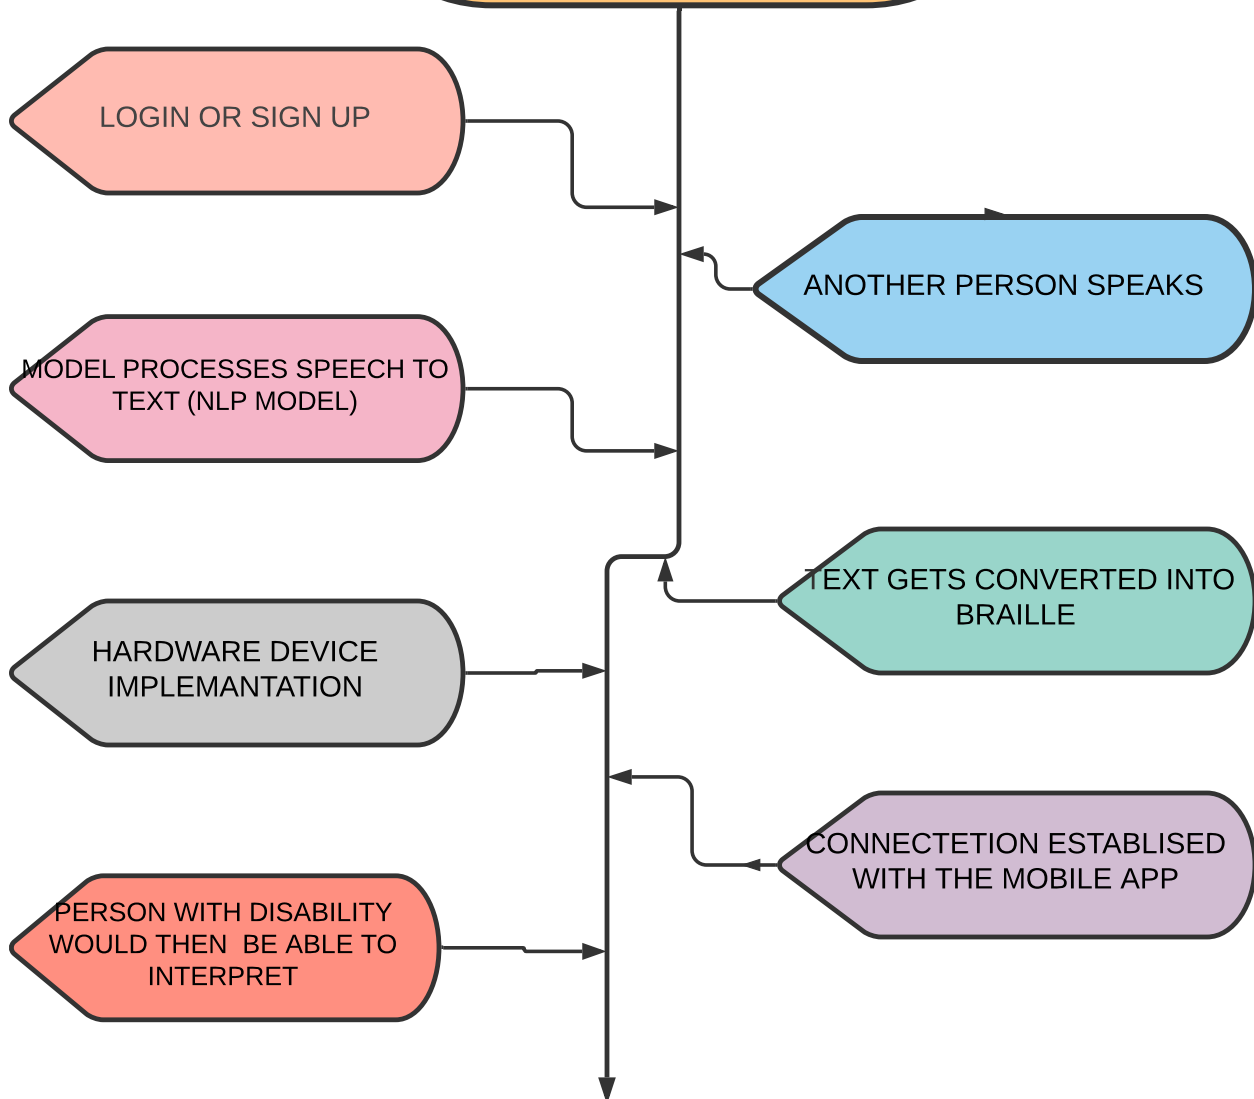 LOGIN OR SIGN UP
ANOTHER PERSON SPEAKS
MODEL PROCESSES SPEECH TO
TEXT (NLP MODEL)
TEXT GETS CONVERTED INTO
BRAILLE
HARDWARE DEVICE
IMPLEMANTATION
CONNECTETION ESTABLISED
WITH THE MOBILE APP
PERSON WITH DISABILITY
WOULD THEN  BE ABLE TO
INTERPRET